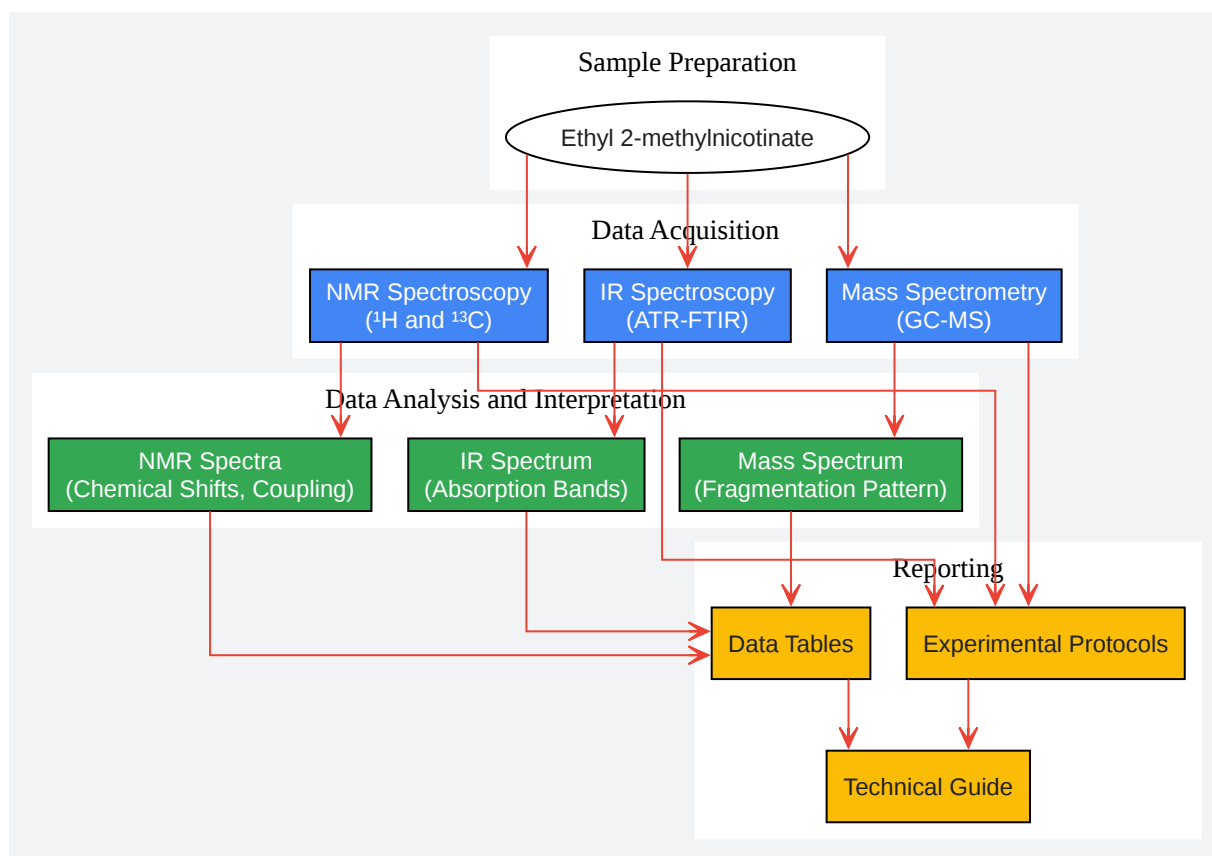 Sample Preparation
Ethyl 2-methylnicotinate
Data Acquisition
NMR Spectroscopy
(¹H and ¹³C)
IR Spectroscopy
(ATR-FTIR)
Mass Spectrometry
(GC-MS)
Data Analysis and Interpretation
NMR Spectra
(Chemical Shifts, Coupling)
IR Spectrum
(Absorption Bands)
Mass Spectrum
(Fragmentation Pattern)
Reporting
Data Tables
Experimental Protocols
Technical Guide